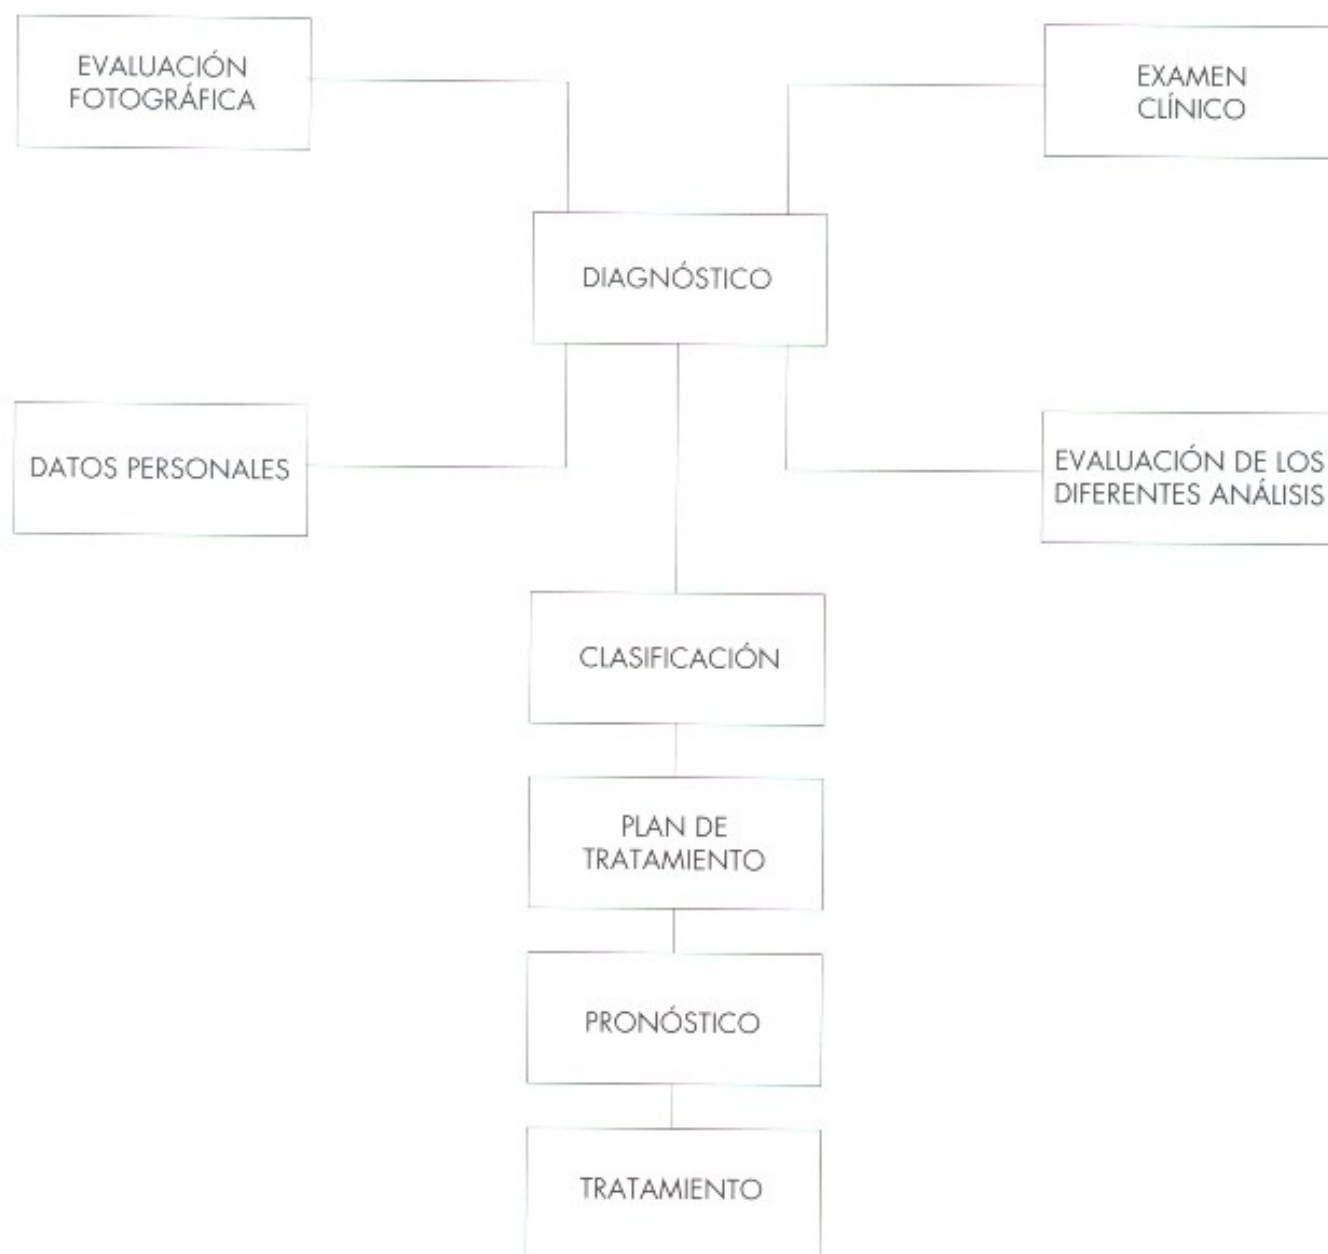 EVALUACIÓN
FOTOGRÁFICA
EXAMEN
CLÍNICO
DIAGNÓSTICO
DATOS PERSONALES
EVALUACIÓN DE LOS
DIFERENTES ANÁLISIS
CLASIFICACIÓN
PLAN DE
TRATAMIENTO
PRONÓSTICO
TRATAMIENTO